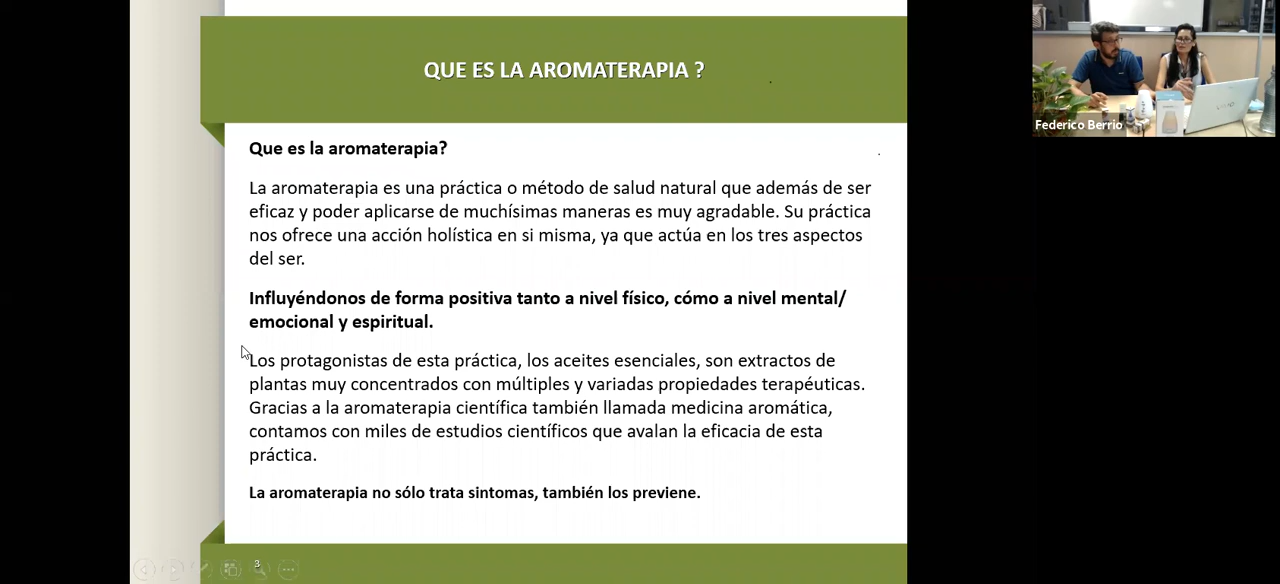 QUE ES LA AROMATERAPIA ?
Que es la aromaterapia?
La aromaterapia es una práctica o método de salud natural que además de ser
eficaz y poder aplicarse de muchísimas maneras es muy agradable. Su práctica
nos ofrece una acción holística en si misma, ya que actúa en los tres aspectos
del ser.
Influyéndonos de forma positiva tanto a nivel físico, cómo a nivel mental/
emocional y espiritual.
Los protagonistas de esta práctica, los aceites esenciales, son extractos de
plantas muy concentrados con múltiples y variadas propiedades terapéuticas.
Gracias a la aromaterapia científica también llamada medicina aromática,
contamos con miles de estudios científicos que avalan la eficacia de esta
práctica.
La aromaterapia no sólo trata sintomas, también los previene.
3
Federico Berrio